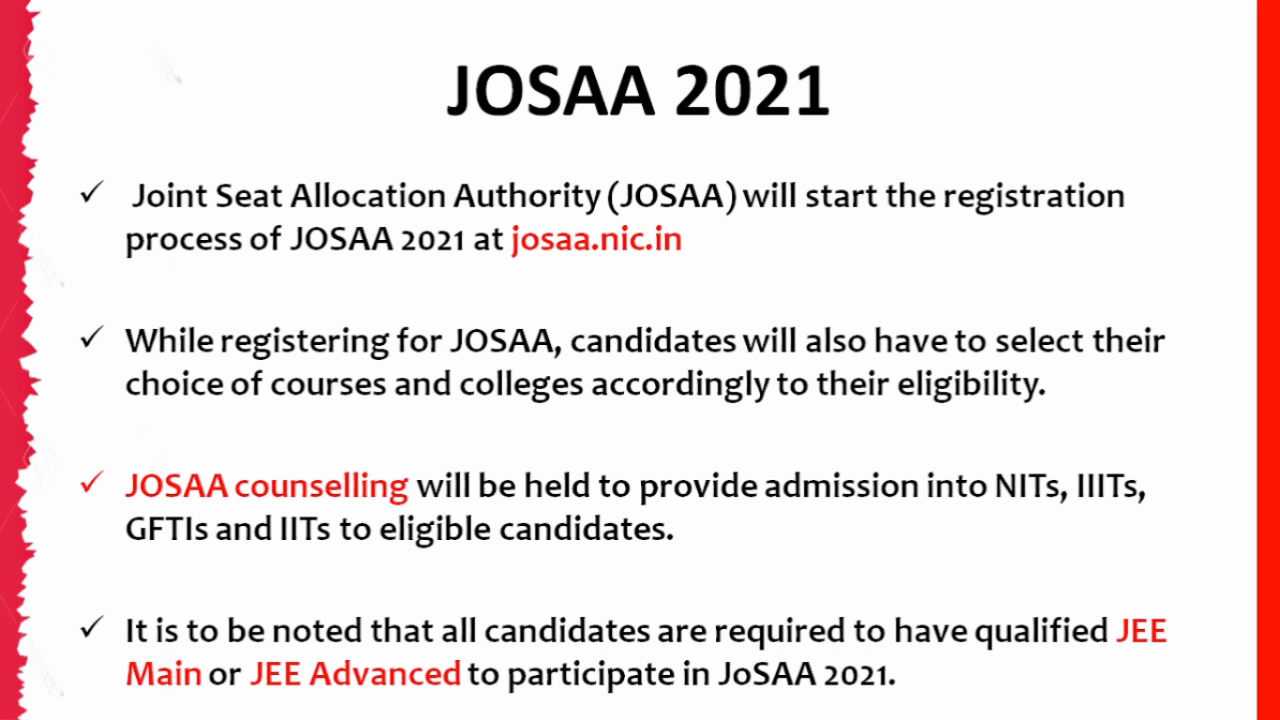 JOSAA 2021
✓ Joint Seat Allocation Authority (JOSAA) will start the registration
process of JOSAA 2021 at josaa.nic.in
✓ While registering for JOSAA, candidates will also have to select their
choice of courses and colleges accordingly to their eligibility.
✓ JOSAA counselling will be held to provide admission into NITs, IIITs,
GFTIs and IITs to eligible candidates.
✓ It is to be noted that all candidates are required to have qualified JEE
Main or JEE Advanced to participate in JoSAA 2021.